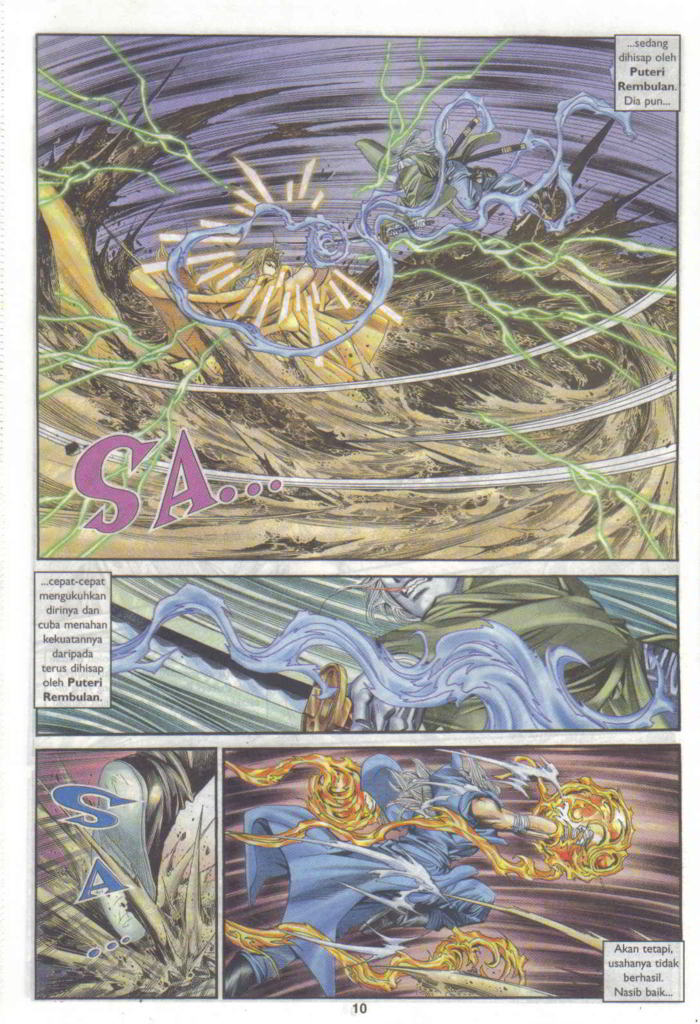 ...sedang
dihisap oleh
Puteri
Rembulan.
Dia pun...
SA...
...cepat-cepat
mengukuhkan
dirinya dan
cuba menahan
kekuatannya
daripada
terus dihisap
oleh Puteri
Rembulan.
SA...
Akan tetapi,
usahanya tidak
berhasil.
Nasib baik...
10